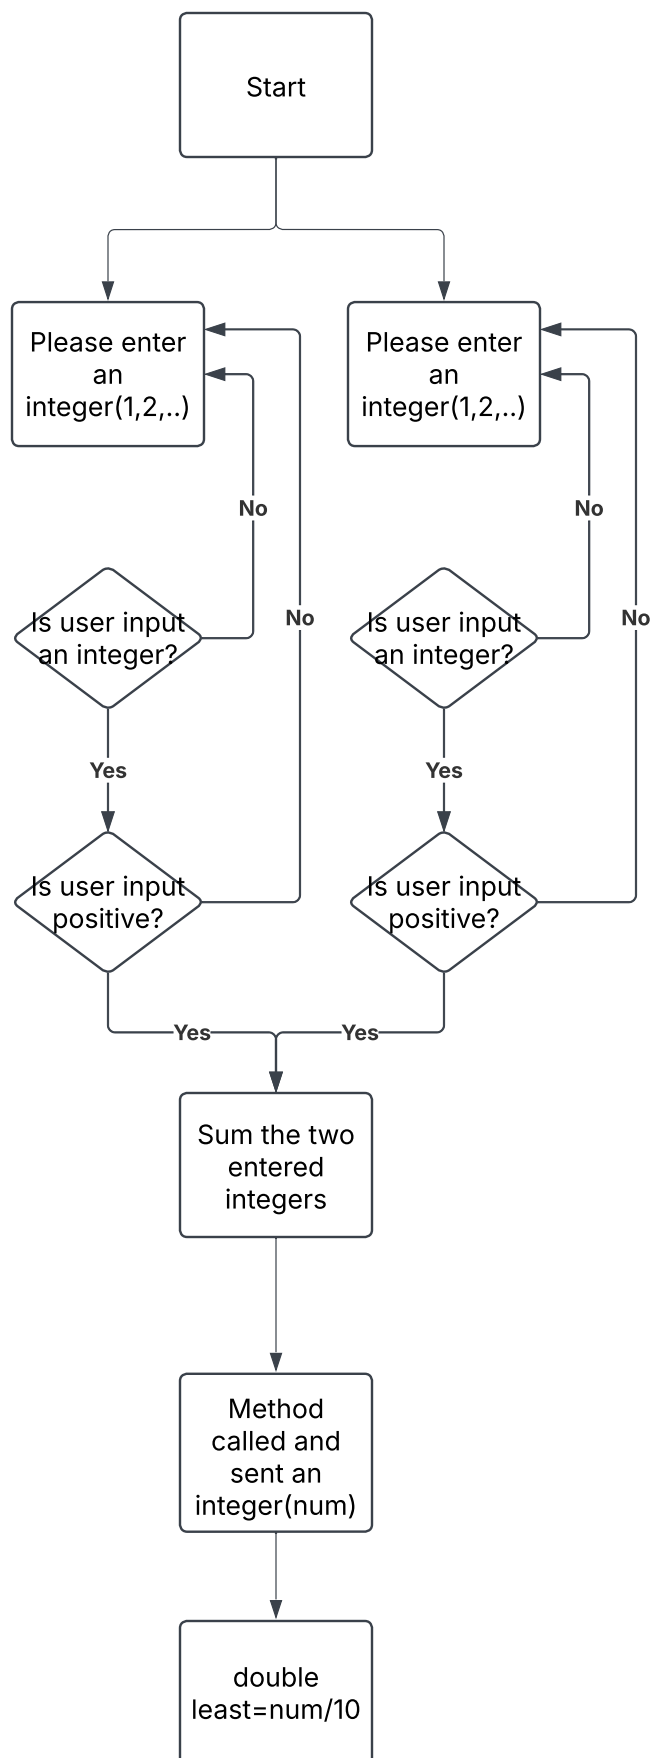 Start
Please enter
an
integer(1,2,..)
Please enter
an
integer(1,2,..)
No
No
Is user input
an integer?
No
Is user input
an integer?
No
Yes
Yes
Is user input
positive?
Is user input
positive?
Yes
Yes
Sum the two
entered
integers
Method
called and
sent an
integer(num)
double
least=num/10